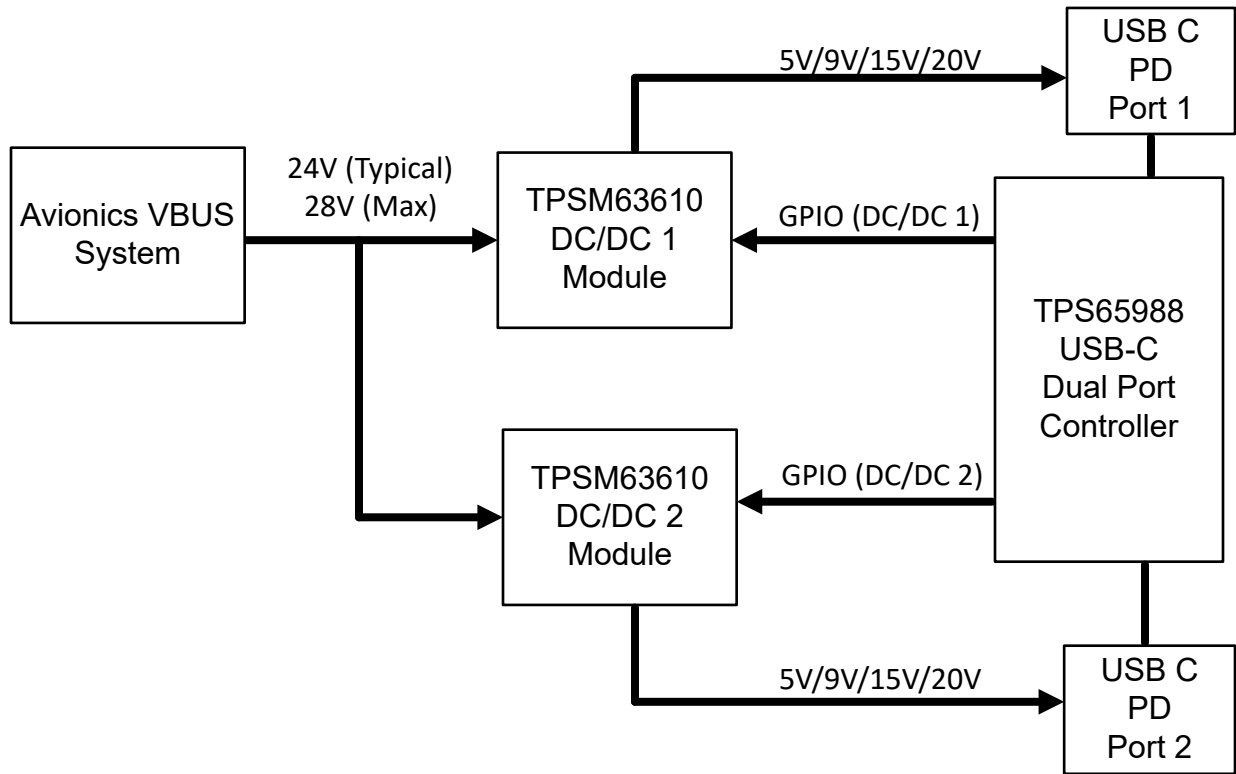 5V/9V/15V/20V
USB C
PD
Port 1
Avionics VBUS
System
24V (Typical)
28V (Max)
TPSM63610
DC/DC 1
Module
GPIO (DC/DC 1)
TPS65988
USB-C
Dual Port
Controller
TPSM63610
DC/DC 2
Module
GPIO (DC/DC 2)
5V/9V/15V/20V
USB C
PD
Port 2